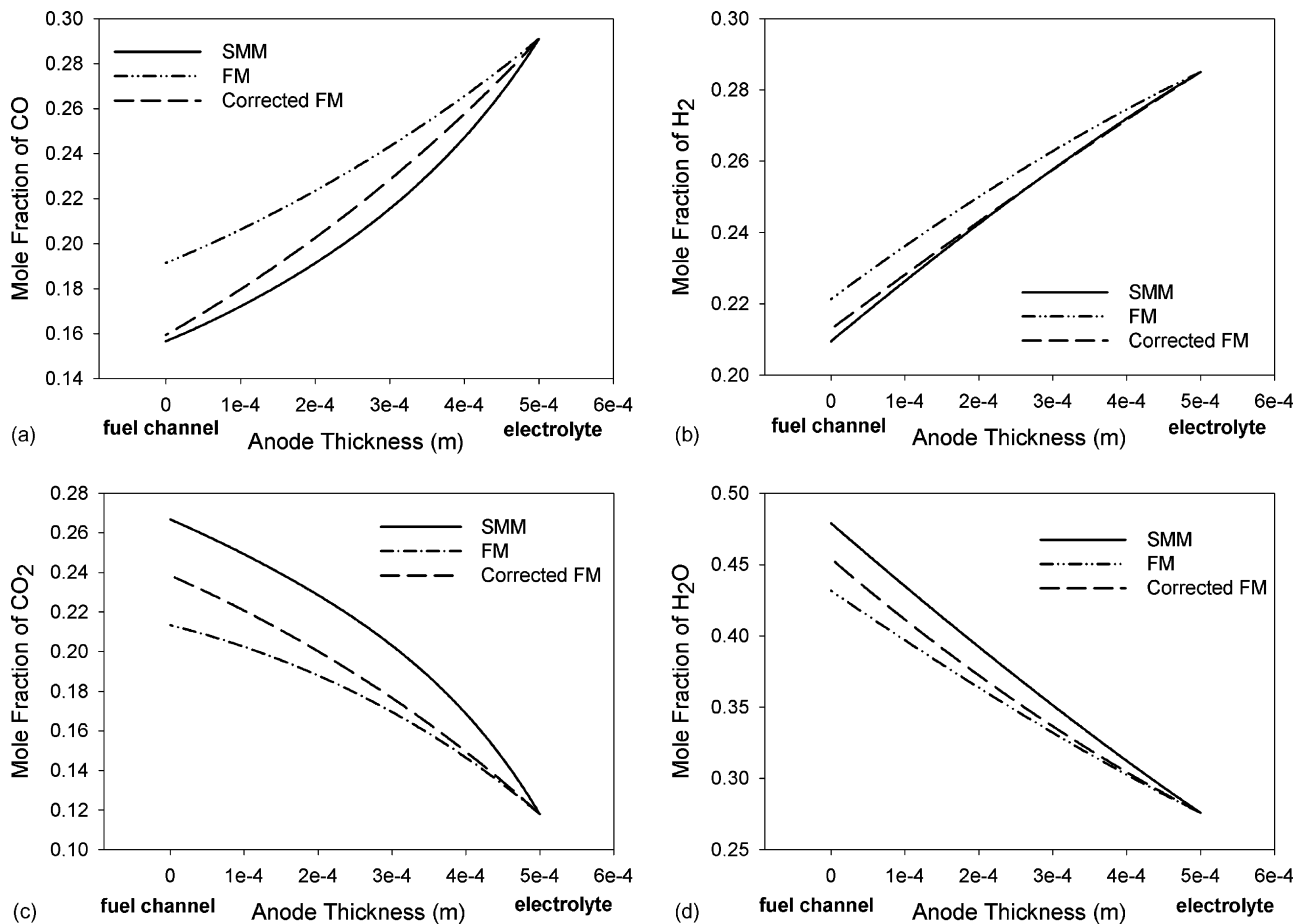 0.30
0.28
0.26
0.24
0.22
0.20
0.18
0.16
0.14
Mole Fraction of CO
SMM
FM
Corrected FM
0 1e-4 2e-4 3e-4 4e-4 5e-4 6e-4
fuel channel Anode Thickness (m) electrolyte
(a)
0.30
0.28
0.26
0.24
0.22
0.20
Mole Fraction of H2
SMM
FM
Corrected FM
0 1e-4 2e-4 3e-4 4e-4 5e-4 6e-4
fuel channel Anode Thickness (m) electrolyte
(b)
0.28
0.26
0.24
0.22
0.20
0.18
0.16
0.14
0.12
0.10
Mole Fraction of CO2
SMM
FM
Corrected FM
0 1e-4 2e-4 3e-4 4e-4 5e-4 6e-4
fuel channel Anode Thickness (m) electrolyte
(c)
0.50
0.45
0.40
0.35
0.30
0.25
Mole Fraction of H2O
SMM
FM
Corrected FM
0 1e-4 2e-4 3e-4 4e-4 5e-4 6e-4
fuel channel Anode Thickness (m) electrolyte
(d)